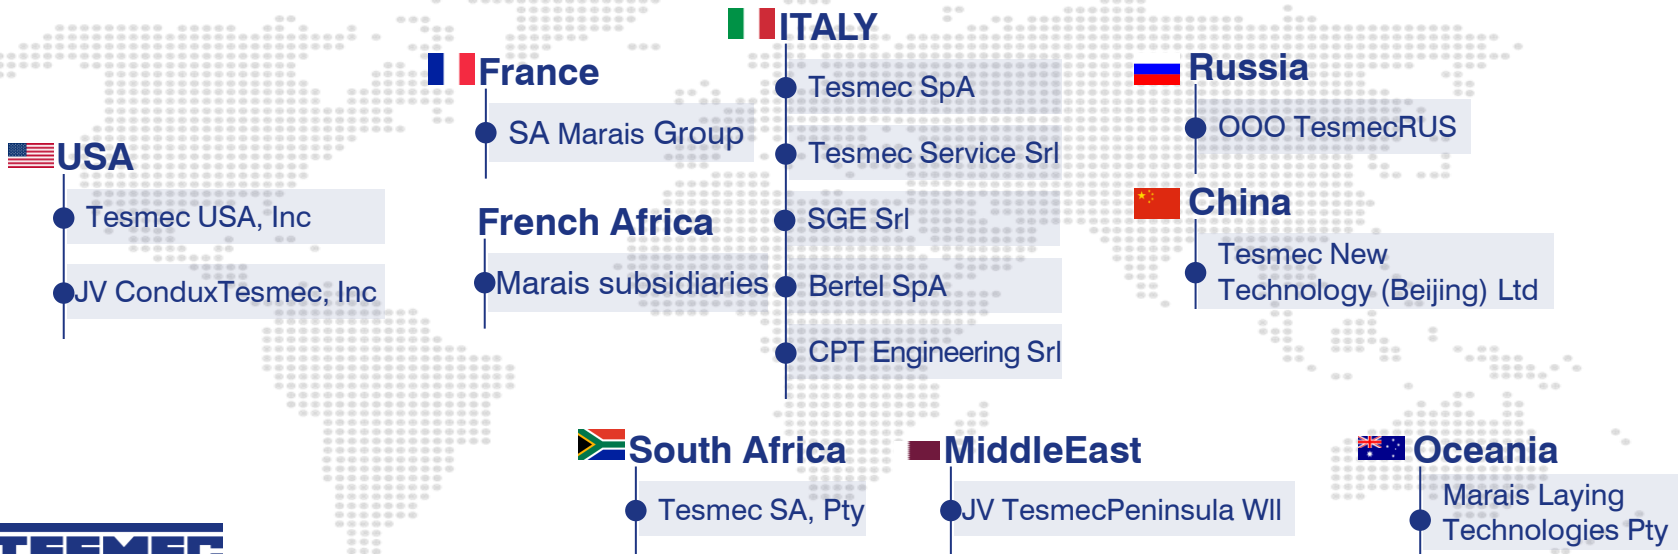 ITALY
Tesmec SpA
Tesmec Service Srl
SGE Srl
Bertel SpA
CPT Engineering Srl
France
SA Marais Group
French Africa
Marais subsidiaries
USA
Tesmec USA, Inc
JV ConduxTesmec, Inc
Russia
OOO TesmecRUS
China
Tesmec New
Technology (Beijing) Ltd
South Africa
Tesmec SA, Pty
MiddleEast
JV TesmecPeninsula Wll
Oceania
Marais Laying
Technologies Pty
TESMEC